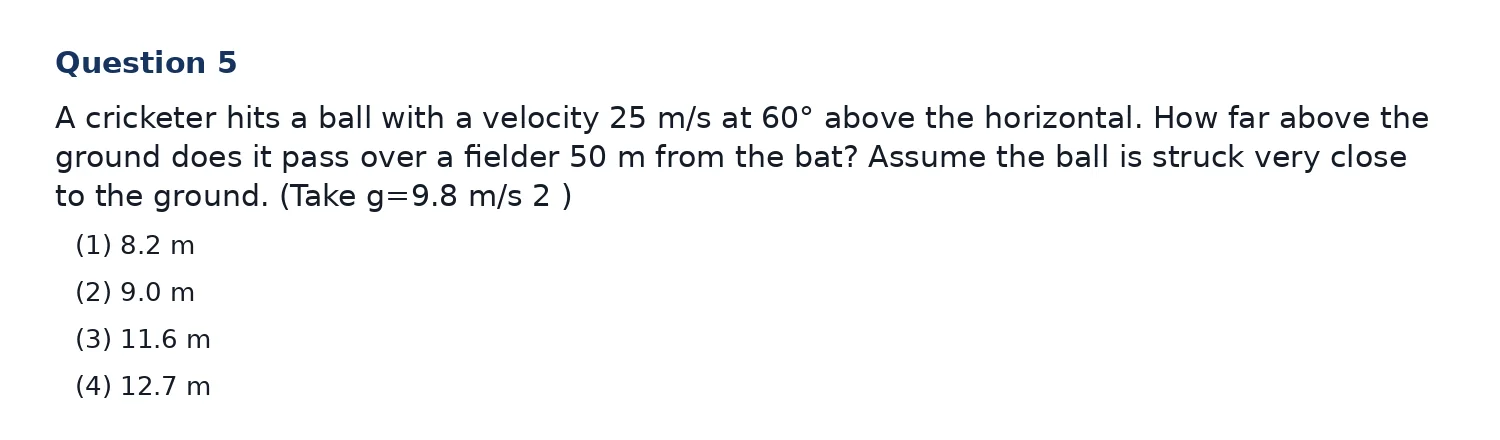 Question 5
A cricketer hits a ball with a velocity 25 m/s at 60° above the horizontal. How far above the
ground does it pass over a fielder 50 m from the bat? Assume the ball is struck very close
to the ground. (Take g=9.8 m/s 2 )
(1) 8.2 m
(2) 9.0 m
(3) 11.6 m
(4) 12.7 m